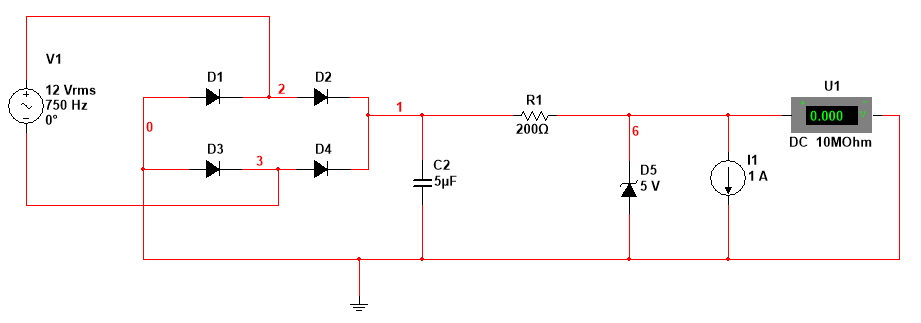 V1
12 Vrms
750 Hz
0°
D1
2
D2
0
D3
3
D4
1
C2
5µF
R1
200Ω
6
D5
5 V
I1
1 A
U1
+
-
0.000
V
DC 10MOhm